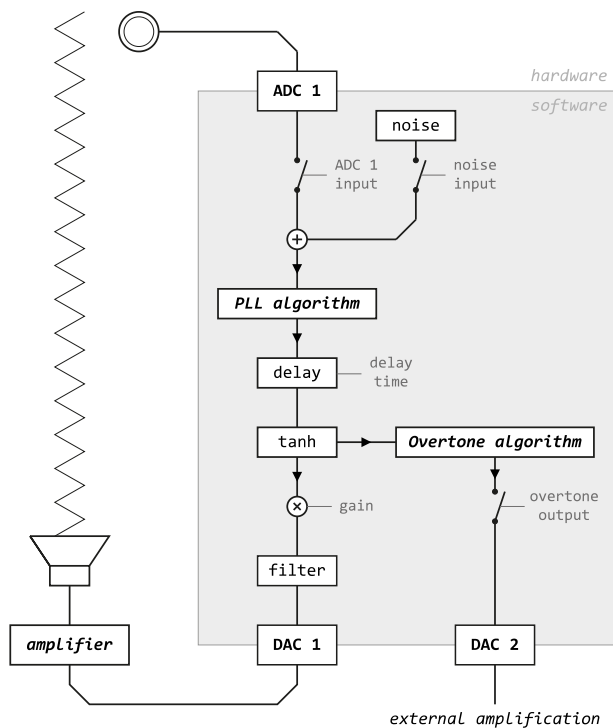 hardware
software
ADC 1
noise
ADC 1
input
noise
input
+
PLL algorithm
delay
delay
time
tanh
Overtone algorithm
×
gain
overtone
output
filter
amplifier
DAC 1
DAC 2
external amplification